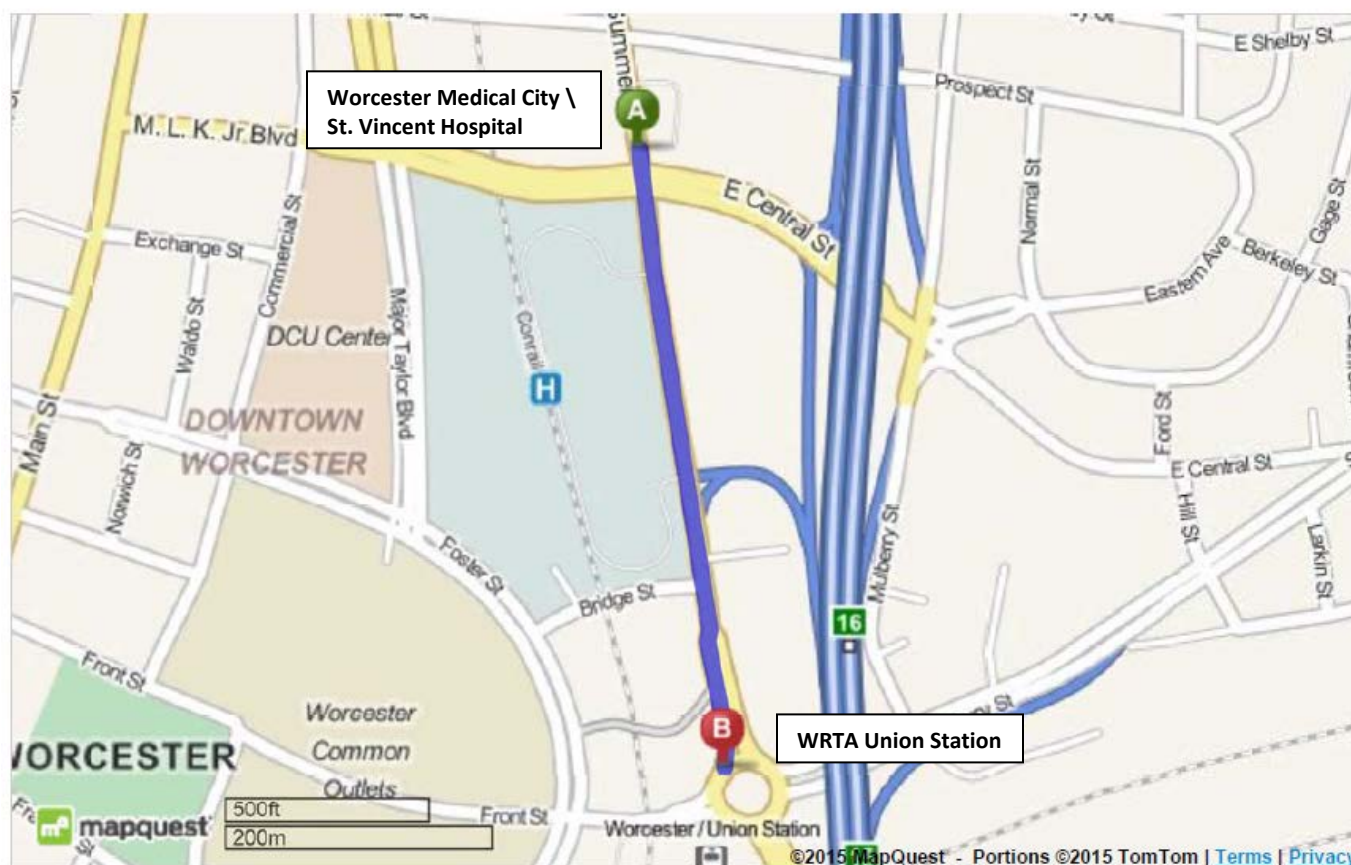 Summer
E Shelby St
Prospect St
Worcester Medical City \
St. Vincent Hospital
A
M. L. K. Jr Blvd
E Central St
Normal St
Gage St
Commercial St
Exchange St
Berkeley St
Eastern Ave
Waldo St
Major Taylor Blvd
Conrail
DCU Center
H
Main St
DOWNTOWN
WORCESTER
Ford St
E Central St
Norwich St
Hill St
Mulberry St
Larkin St
Foster St
Bridge St
16
Front St
Worcester
Common
Outlets
B
WRTA Union Station
WORCESTER
500ft
200m
mapquest
Front St
Worcester / Union Station
©2015 MapQuest - Portions ©2015 TomTom | Terms | Privacy